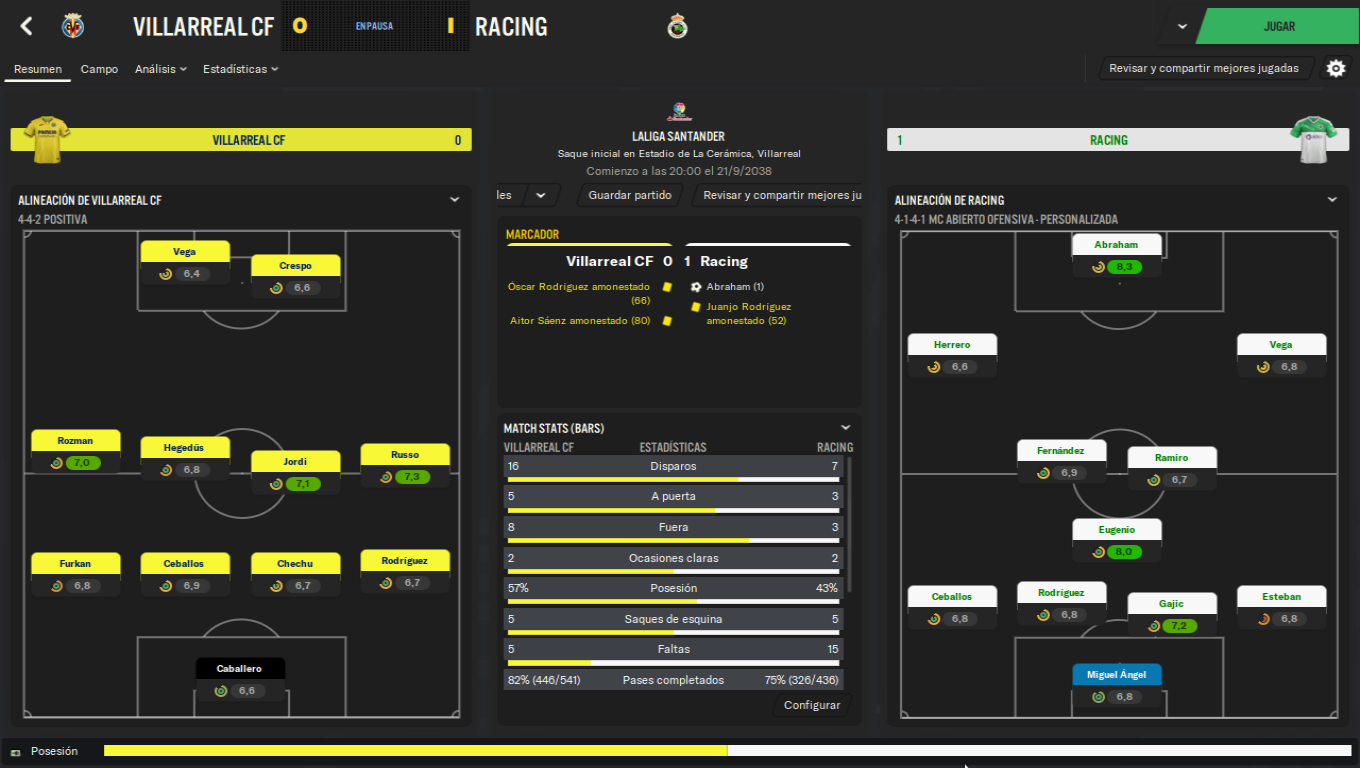 VILLARREAL CF 0 EN PAUSA 1 RACING
JUGAR
Resumen Campo Análisis Estadísticas
Revisar y compartir mejores jugadas
VILLARREAL CF 0
ALINEACIÓN DE VILLARREAL CF
4-4-2 POSITIVA
Vega
6,4
Crespo
6,6
Rozman
7,0
Hegedüs
6,8
Jordi
7,1
Russo
7,3
Furkan
6,8
Ceballos
6,9
Chechu
6,7
Rodríguez
6,7
Caballero
6,6
LALIGA SANTANDER
Saque inicial en Estadio de La Cerámica, Villarreal
Comienzo a las 20:00 el 21/9/2038
les Guardar partido Revisar y compartir mejores ju
MARCADOR
Villarreal CF 0 1 Racing
Óscar Rodríguez amonestado
(66)
Aitor Sáenz amonestado (80)
Abraham (1)
Juanjo Rodríguez
amonestado (52)
MATCH STATS (BARS)
VILLARREAL CF ESTADÍSTICAS RACING
16 Disparos 7
5 A puerta 3
8 Fuera 3
2 Ocasiones claras 2
57% Posesión 43%
5 Saques de esquina 5
5 Faltas 15
82% (446/541) Pases completados 75% (326/436)
Configurar
1 RACING
ALINEACIÓN DE RACING
4-1-4-1 MC ABIERTO OFENSIVA - PERSONALIZADA
Abraham
8,3
Herrero
6,6
Vega
6,8
Fernández
6,9
Ramiro
6,7
Eugenio
8,0
Ceballos
6,8
Rodríguez
6,8
Gajic
7,2
Esteban
6,8
Miguel Ángel
6,8
Posesión